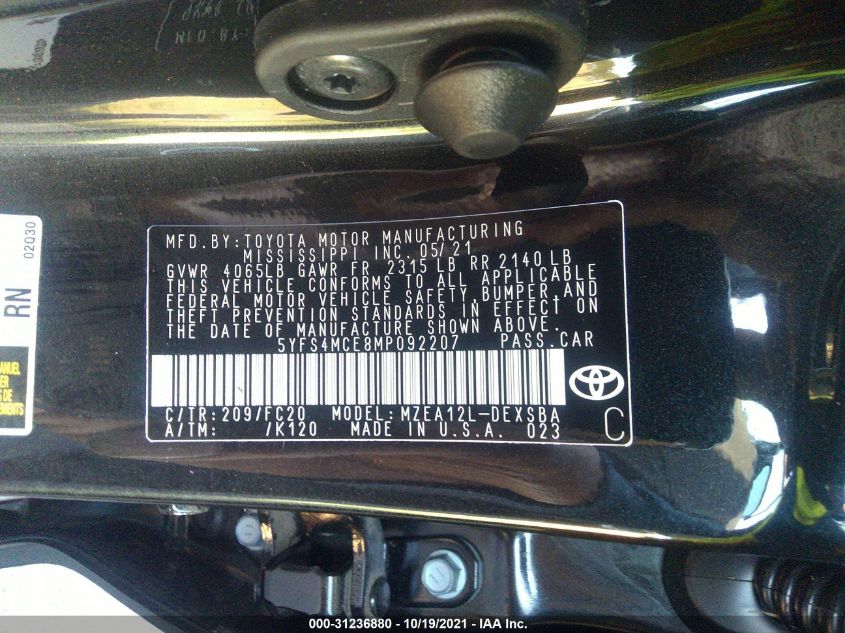 02Q30
RN
MFD.BY:TOYOTA MOTOR MANUFACTURING
MISSISSIPPI INC. 05/21
GVWR 4065LB GAWR FR 2315 LB RR 2140 LB
THIS VEHICLE CONFORMS TO ALL APPLICABLE
FEDERAL MOTOR VEHICLE SAFETY, BUMPER, AND
THEFT PREVENTION STANDARDS IN EFFECT ON
THE DATE OF MANUFACTURE SHOWN ABOVE.
5YFS4MCE8MP092207 PASS.CAR
C/TR:209/FC20 MODEL:MZEA12L-DEXSBA
A/TM: /K120 MADE IN U.S.A. 023
C
000-31236880 - 10/19/2021 - IAA Inc.